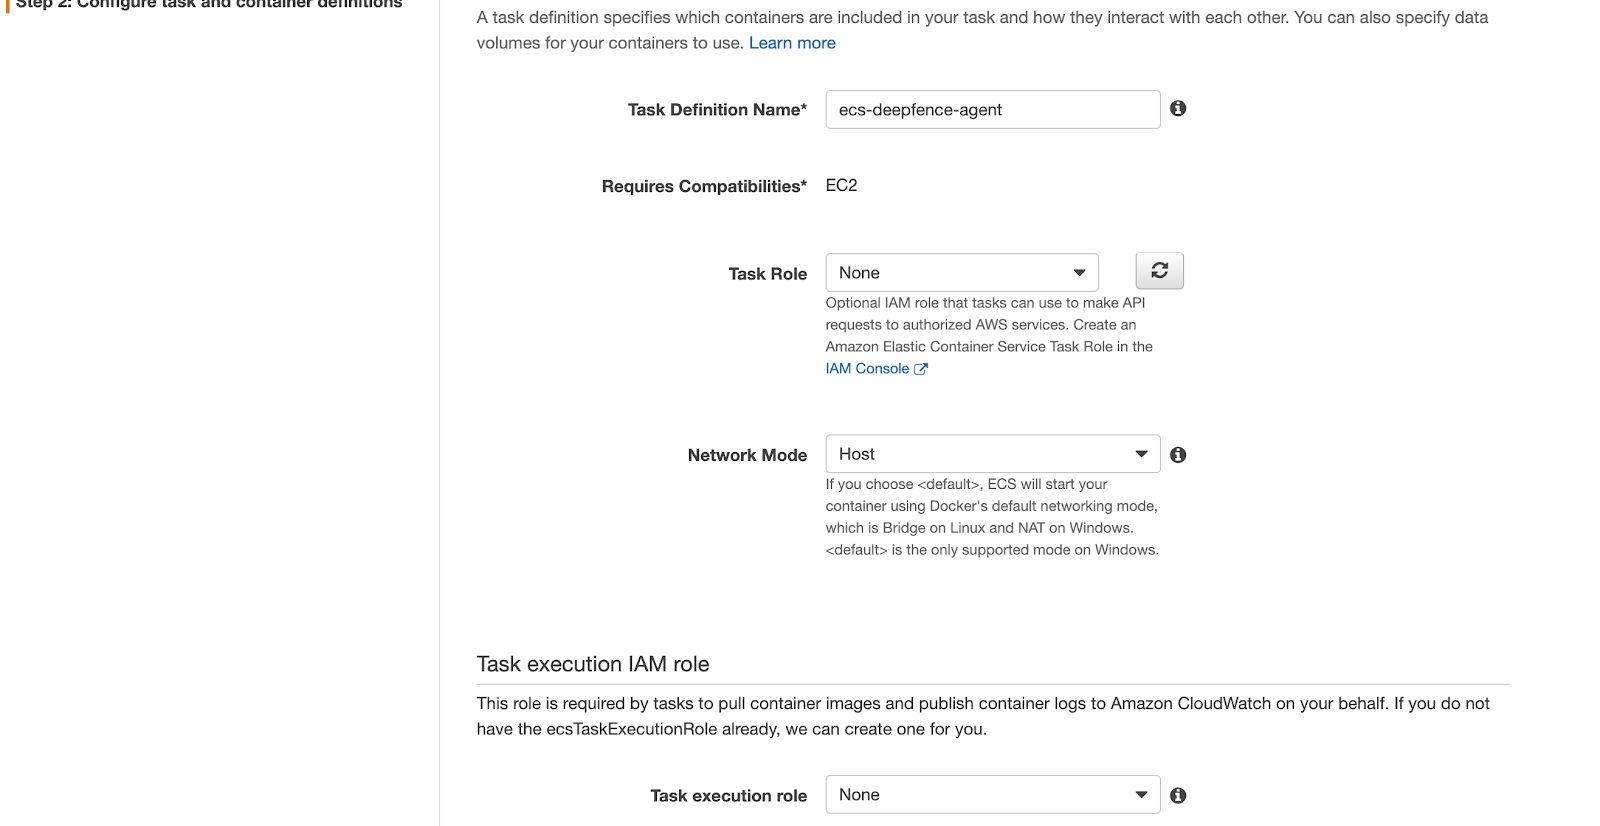 Step 2: Configure task and container definitions
A task definition specifies which containers are included in your task and how they interact with each other. You can also specify data
volumes for your containers to use. Learn more
Task Definition Name*
ecs-deepfence-agent
Requires Compatibilities*
EC2
Task Role
None
Optional IAM role that tasks can use to make API
requests to authorized AWS services. Create an
Amazon Elastic Container Service Task Role in the
IAM Console
Network Mode
Host
If you choose <default>, ECS will start your
container using Docker's default networking mode,
which is Bridge on Linux and NAT on Windows.
<default> is the only supported mode on Windows.
Task execution IAM role
This role is required by tasks to pull container images and publish container logs to Amazon CloudWatch on your behalf. If you do not
have the ecsTaskExecutionRole already, we can create one for you.
Task execution role
None